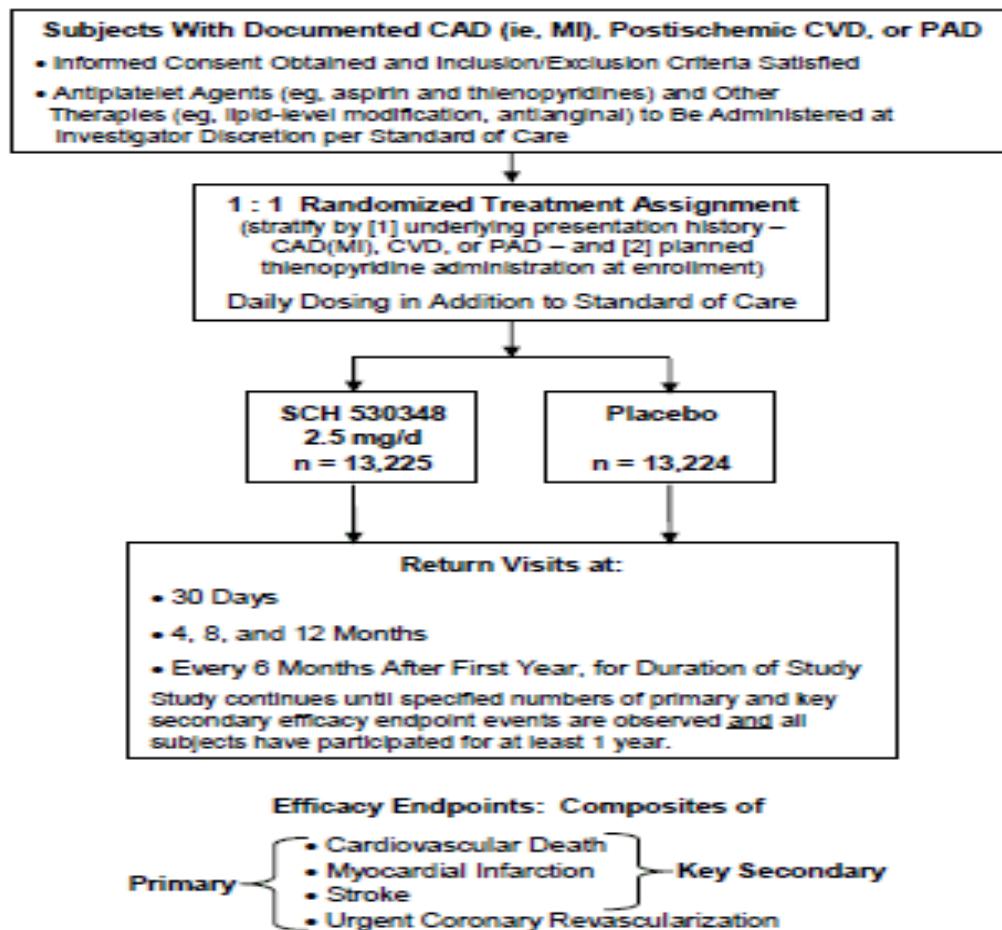 Subjects With Documented CAD (ie, MI), Postischemic CVD, or PAD
• Informed Consent Obtained and Inclusion/Exclusion Criteria Satisfied
• Antiplatelet Agents (eg, aspirin and thienopyridines) and Other
Therapies (eg, lipid-level modification, antianginal) to Be Administered at
Investigator Discretion per Standard of Care
1 : 1 Randomized Treatment Assignment
(stratify by [1] underlying presentation history –
CAD(MI), CVD, or PAD – and [2] planned
thienopyridine administration at enrollment)
Daily Dosing in Addition to Standard of Care
SCH 530348
2.5 mg/d
n = 13,225
Placebo
n = 13,224
Return Visits at:
• 30 Days
• 4, 8, and 12 Months
• Every 6 Months After First Year, for Duration of Study
Study continues until specified numbers of primary and key
secondary efficacy endpoint events are observed and all
subjects have participated for at least 1 year.
Efficacy Endpoints: Composites of
Primary
• Cardiovascular Death
• Myocardial Infarction
• Stroke
• Urgent Coronary Revascularization
Key Secondary